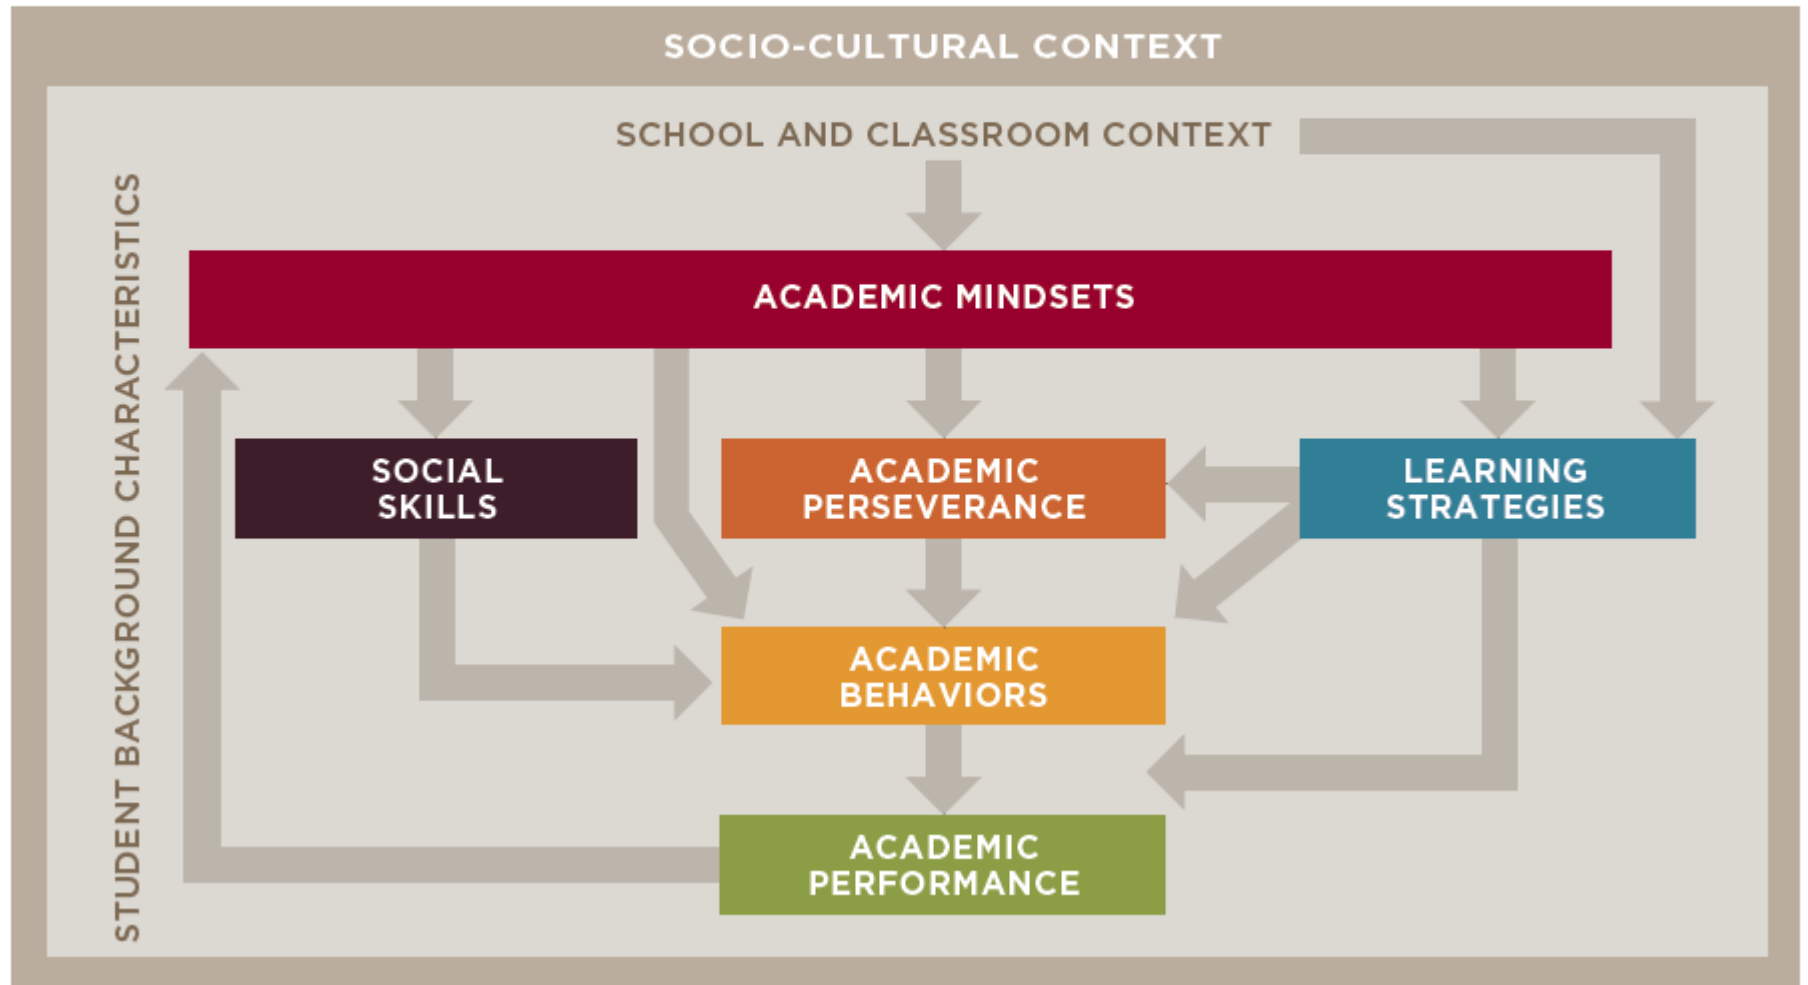 SOCIO-CULTURAL CONTEXT
SCHOOL AND CLASSROOM CONTEXT
STUDENT BACKGROUND CHARACTERISTICS
ACADEMIC MINDSETS
SOCIAL
SKILLS
ACADEMIC
PERSEVERANCE
LEARNING
STRATEGIES
ACADEMIC
BEHAVIORS
ACADEMIC
PERFORMANCE